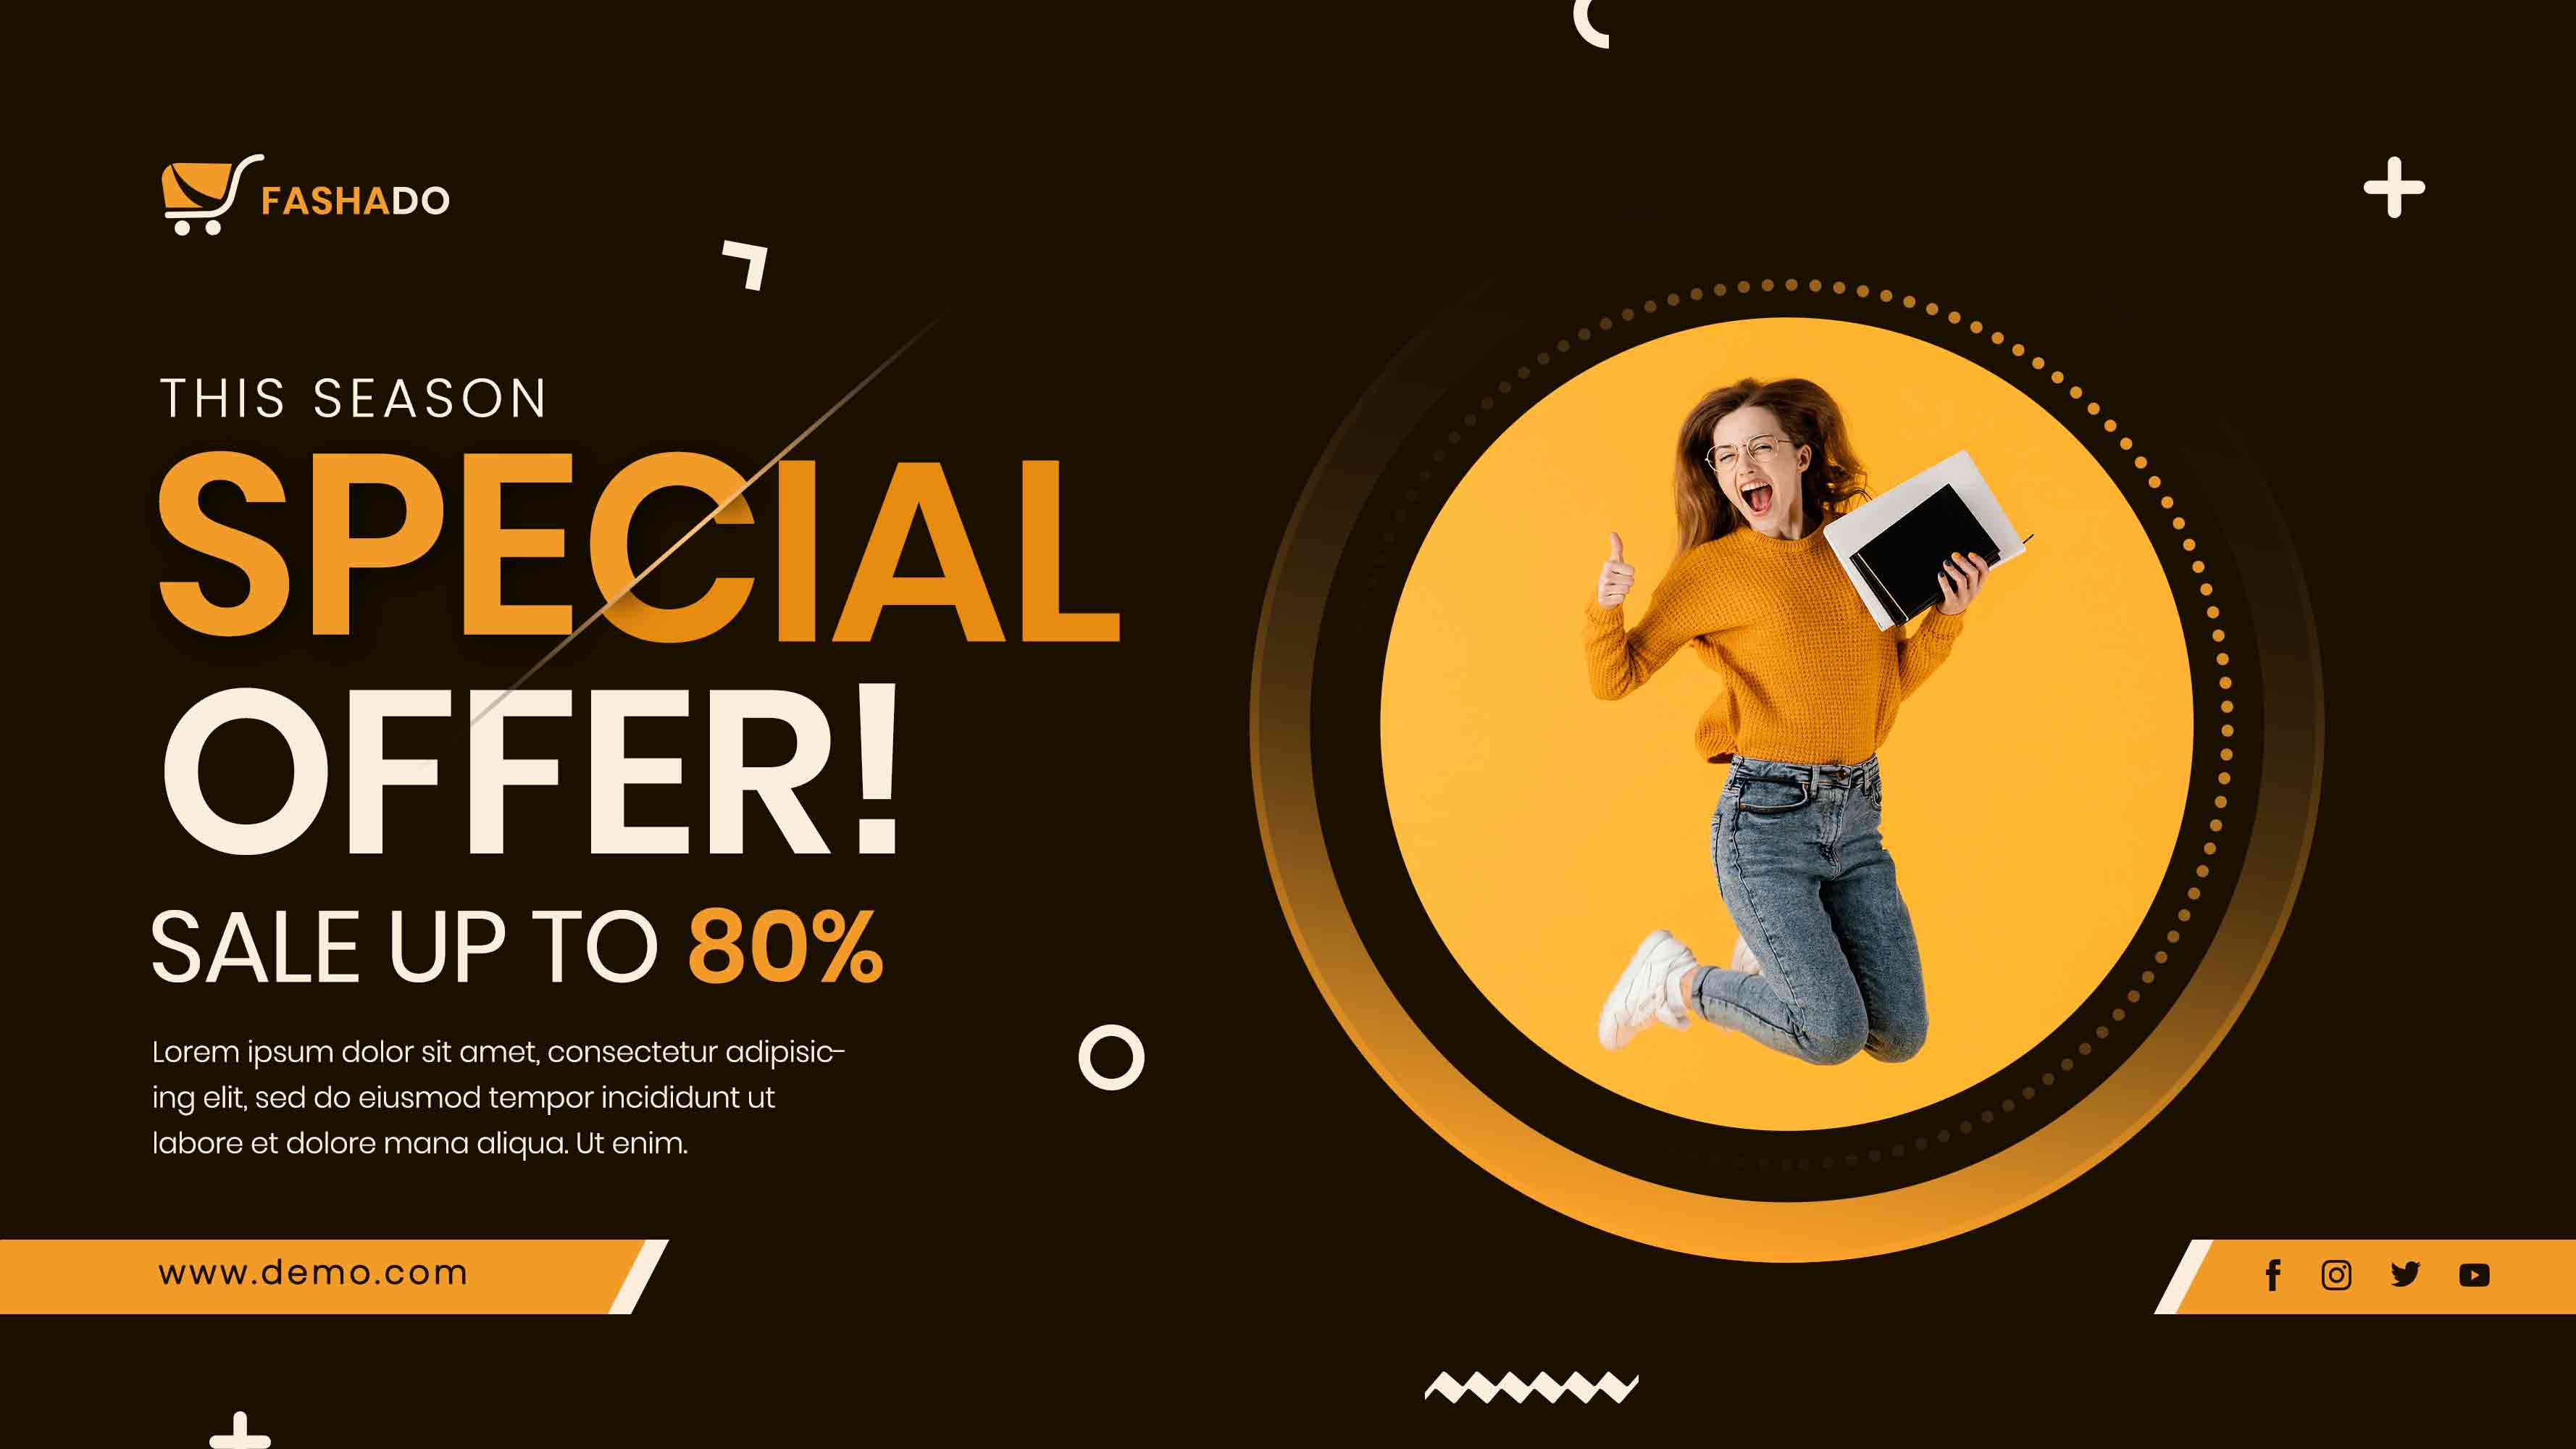 FASHADO
THIS SEASON
SPECIAL
OFFER!
SALE UP TO 80%
Lorem ipsum dolor sit amet, consectetur adipisic-
ing elit, sed do eiusmod tempor incididunt ut
labore et dolore mana aliqua. Ut enim.
www.demo.com